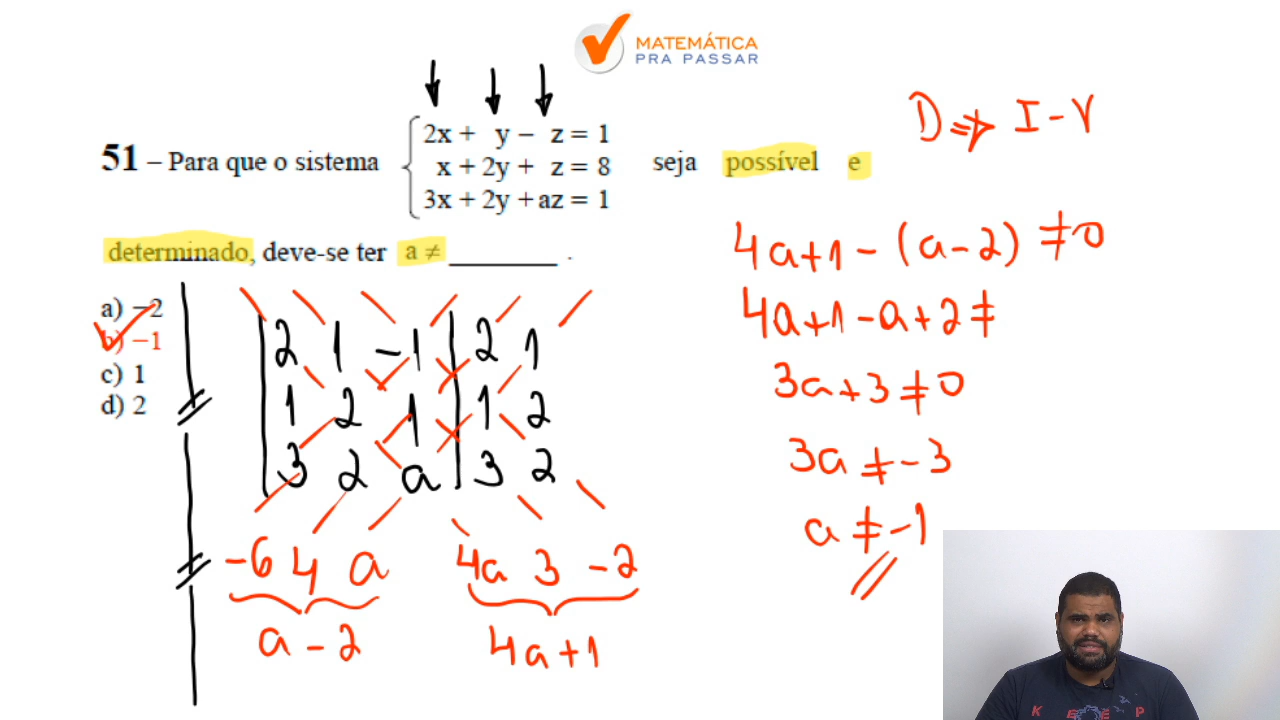 MATEMÁTICA
PRA PASSAR
D ⇒ I - V
51 – Para que o sistema
2x + y – z = 1
x + 2y + z = 8
3x + 2y + az = 1
seja possível e
determinado, deve-se ter a ≠ ________ .
a) –2
b) –1
c) 1
d) 2
2 1 -1 2 1
1 2 1 1 2
3 2 a 3 2
-6 4 a 4a 3 -2
a - 2 4a + 1
4a + 1 - (a - 2) ≠ 0
4a + 1 - a + 2 ≠
3a + 3 ≠ 0
3a ≠ -3
a ≠ -1
K E E P